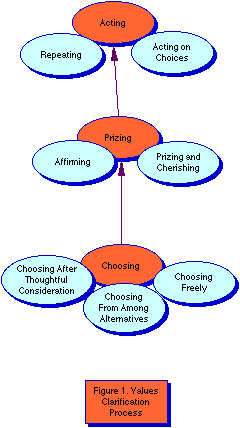 Acting
Repeating
Acting on
Choices
Prizing
Affirming
Prizing and
Cherishing
Choosing
Choosing After
Thoughtful
Consideration
Choosing
Freely
Choosing
From Among
Alternatives
Figure 1. Values
Clarification
Process